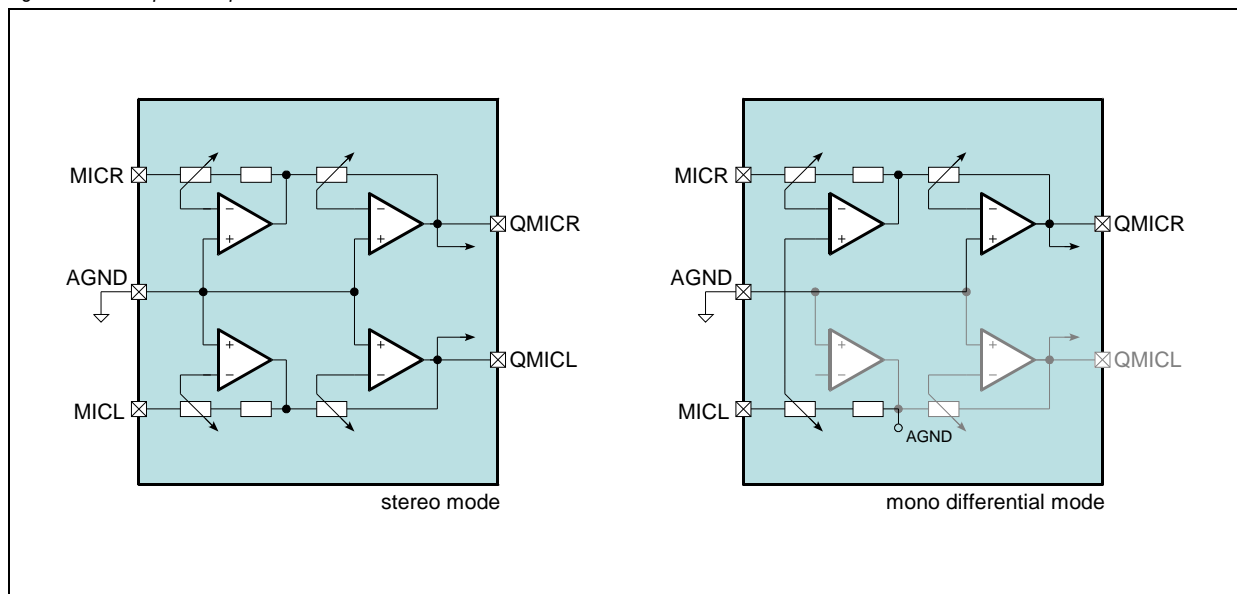 MICR
QMICR
AGND
QMICL
MICL
stereo mode
MICR
QMICR
AGND
QMICL
MICL
AGND
mono differential mode